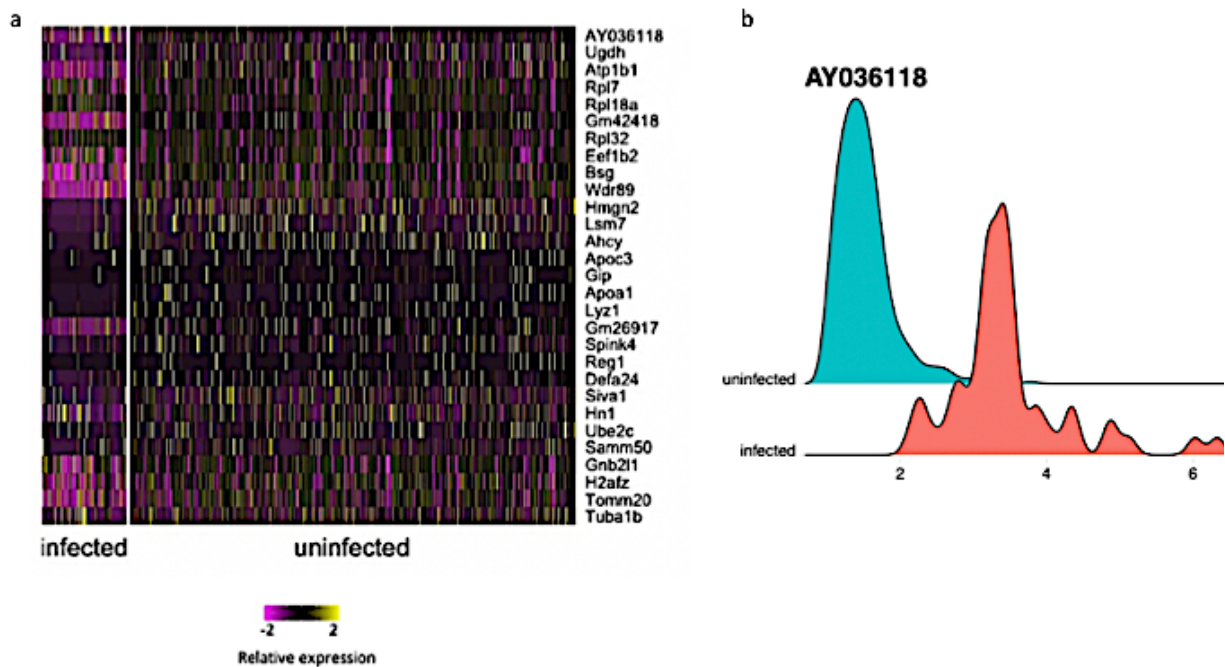 a
AY036118
Ugdh
Atp1b1
Rpl7
Rpl18a
Gm42418
Rpl32
Eef1b2
Bsg
Wdr89
Hmgn2
Lsm7
Ahcy
Apoc3
Gip
Apoa1
Lyz1
Gm26917
Spink4
Reg1
Defa24
Siva1
Hn1
Ube2c
Samm50
Gnb2l1
H2afz
Tomm20
Tuba1b
infected uninfected
-2 2
Relative expression
b
AY036118
uninfected
infected
2 4 6